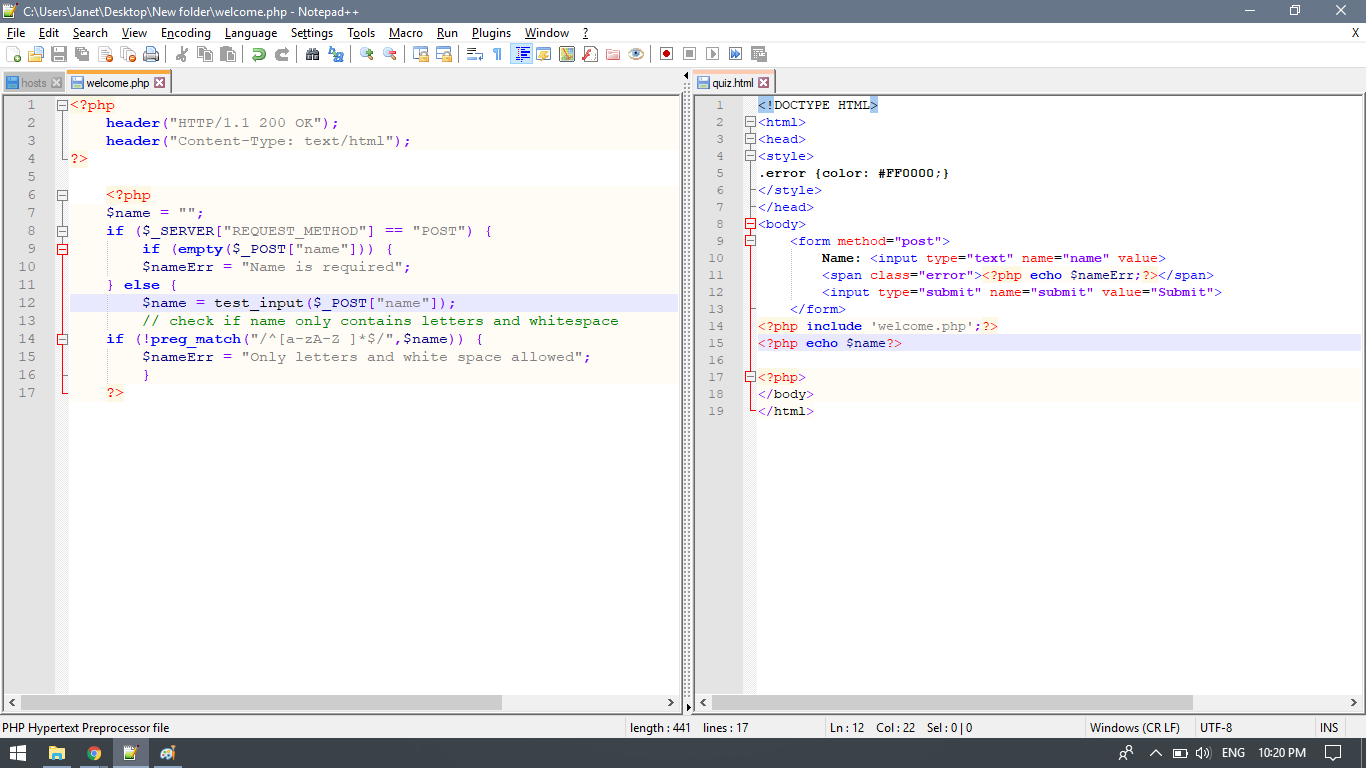 C:\Users\Janet\Desktop\New folder\welcome.php - Notepad++
File Edit Search View Encoding Language Settings Tools Macro Run Plugins Window ? X
hosts welcome.php
1 <?php
2 header("HTTP/1.1 200 OK");
3 header("Content-Type: text/html");
4 ?>
5
6 <?php
7 $name = "";
8 if ($_SERVER["REQUEST_METHOD"] == "POST") {
9 if (empty($_POST["name"])) {
10 $nameErr = "Name is required";
11 } else {
12 $name = test_input($_POST["name"]);
13 // check if name only contains letters and whitespace
14 if (!preg_match("/^[a-zA-Z ]*$/",$name)) {
15 $nameErr = "Only letters and white space allowed";
16 }
17 ?>
quiz.html
1 <!DOCTYPE HTML>
2 <html>
3 <head>
4 <style>
5 .error {color: #FF0000;}
6 </style>
7 </head>
8 <body>
9 <form method="post">
10 Name: <input type="text" name="name" value>
11 <span class="error"><?php echo $nameErr;?></span>
12 <input type="submit" name="submit" value="Submit">
13 </form>
14 <?php include 'welcome.php';?>
15 <?php echo $name?>
16
17 <?php>
18 </body>
19 </html>
PHP Hypertext Preprocessor file length : 441 lines : 17 Ln : 12 Col : 22 Sel : 0 | 0 Windows (CR LF) UTF-8 INS
ENG 10:20 PM